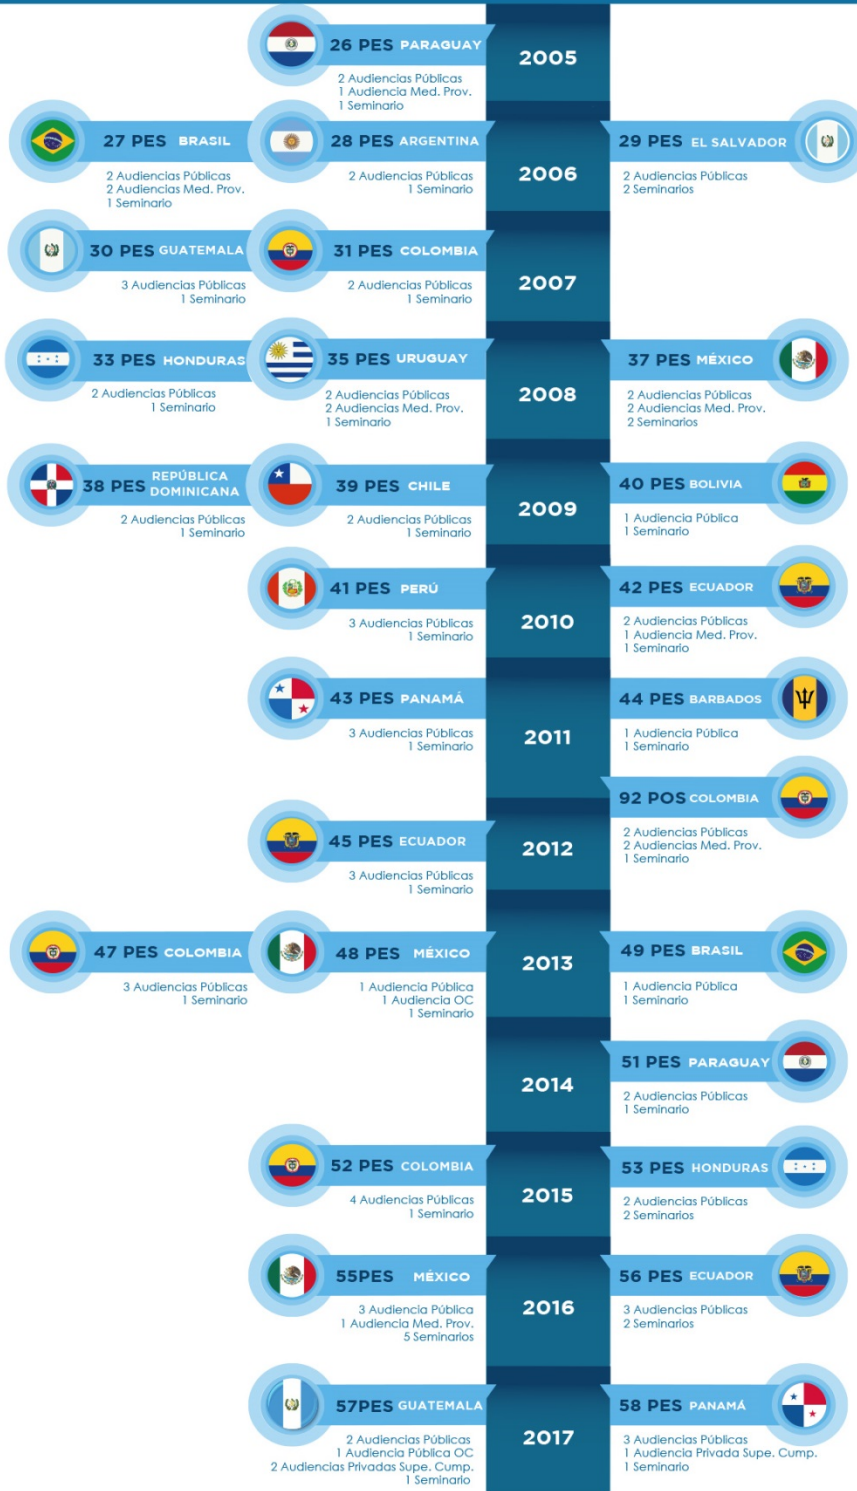 26 PES PARAGUAY
2 Audiencias Públicas
1 Audiencia Med. Prov.
1 Seminario
2005
27 PES BRASIL
2 Audiencias Públicas
2 Audiencias Med. Prov.
1 Seminario
28 PES ARGENTINA
2 Audiencias Públicas
1 Seminario
2006
29 PES EL SALVADOR
2 Audiencias Públicas
2 Seminarios
30 PES GUATEMALA
3 Audiencias Públicas
1 Seminario
31 PES COLOMBIA
2 Audiencias Públicas
1 Seminario
2007
33 PES HONDURAS
2 Audiencias Públicas
1 Seminario
35 PES URUGUAY
2 Audiencias Públicas
2 Audiencias Med. Prov.
1 Seminario
2008
37 PES MÉXICO
2 Audiencias Públicas
2 Audiencias Med. Prov.
2 Seminarios
38 PES REPÚBLICA
DOMINICANA
2 Audiencias Públicas
1 Seminario
39 PES CHILE
2 Audiencias Públicas
1 Seminario
2009
40 PES BOLIVIA
1 Audiencia Pública
1 Seminario
41 PES PERÚ
3 Audiencias Públicas
1 Seminario
2010
42 PES ECUADOR
2 Audiencias Públicas
1 Audiencia Med. Prov.
1 Seminario
43 PES PANAMÁ
3 Audiencias Públicas
1 Seminario
2011
44 PES BARBADOS
1 Audiencia Pública
1 Seminario
92 POS COLOMBIA
2 Audiencias Públicas
2 Audiencias Med. Prov.
1 Seminario
45 PES ECUADOR
3 Audiencias Públicas
1 Seminario
2012
47 PES COLOMBIA
3 Audiencias Públicas
1 Seminario
48 PES MÉXICO
1 Audiencia Pública
1 Audiencia OC
1 Seminario
2013
49 PES BRASIL
1 Audiencia Pública
1 Seminario
2014
51 PES PARAGUAY
2 Audiencias Públicas
1 Seminario
52 PES COLOMBIA
4 Audiencias Públicas
1 Seminario
2015
53 PES HONDURAS
2 Audiencias Públicas
2 Seminarios
55PES MÉXICO
3 Audiencia Pública
1 Audiencia Med. Prov.
5 Seminarios
2016
56 PES ECUADOR
3 Audiencias Públicas
2 Seminarios
57PES GUATEMALA
2 Audiencias Públicas
1 Audiencia Pública OC
2 Audiencias Privadas Supe. Cump.
1 Seminario
2017
58 PES PANAMÁ
3 Audiencias Públicas
1 Audiencia Privada Supe. Cump.
1 Seminario